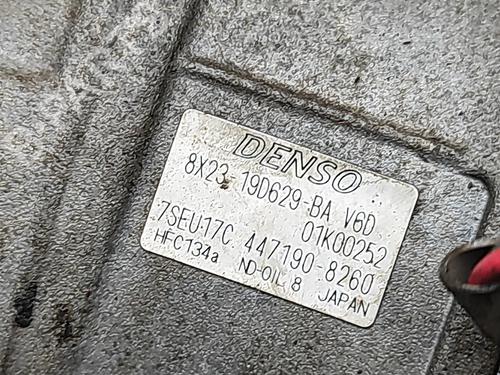 DENSO
8X23-19D629-BA V6D
01K00252
7SEU17C 447190-8260
HFC134a ND-OIL 8 JAPAN